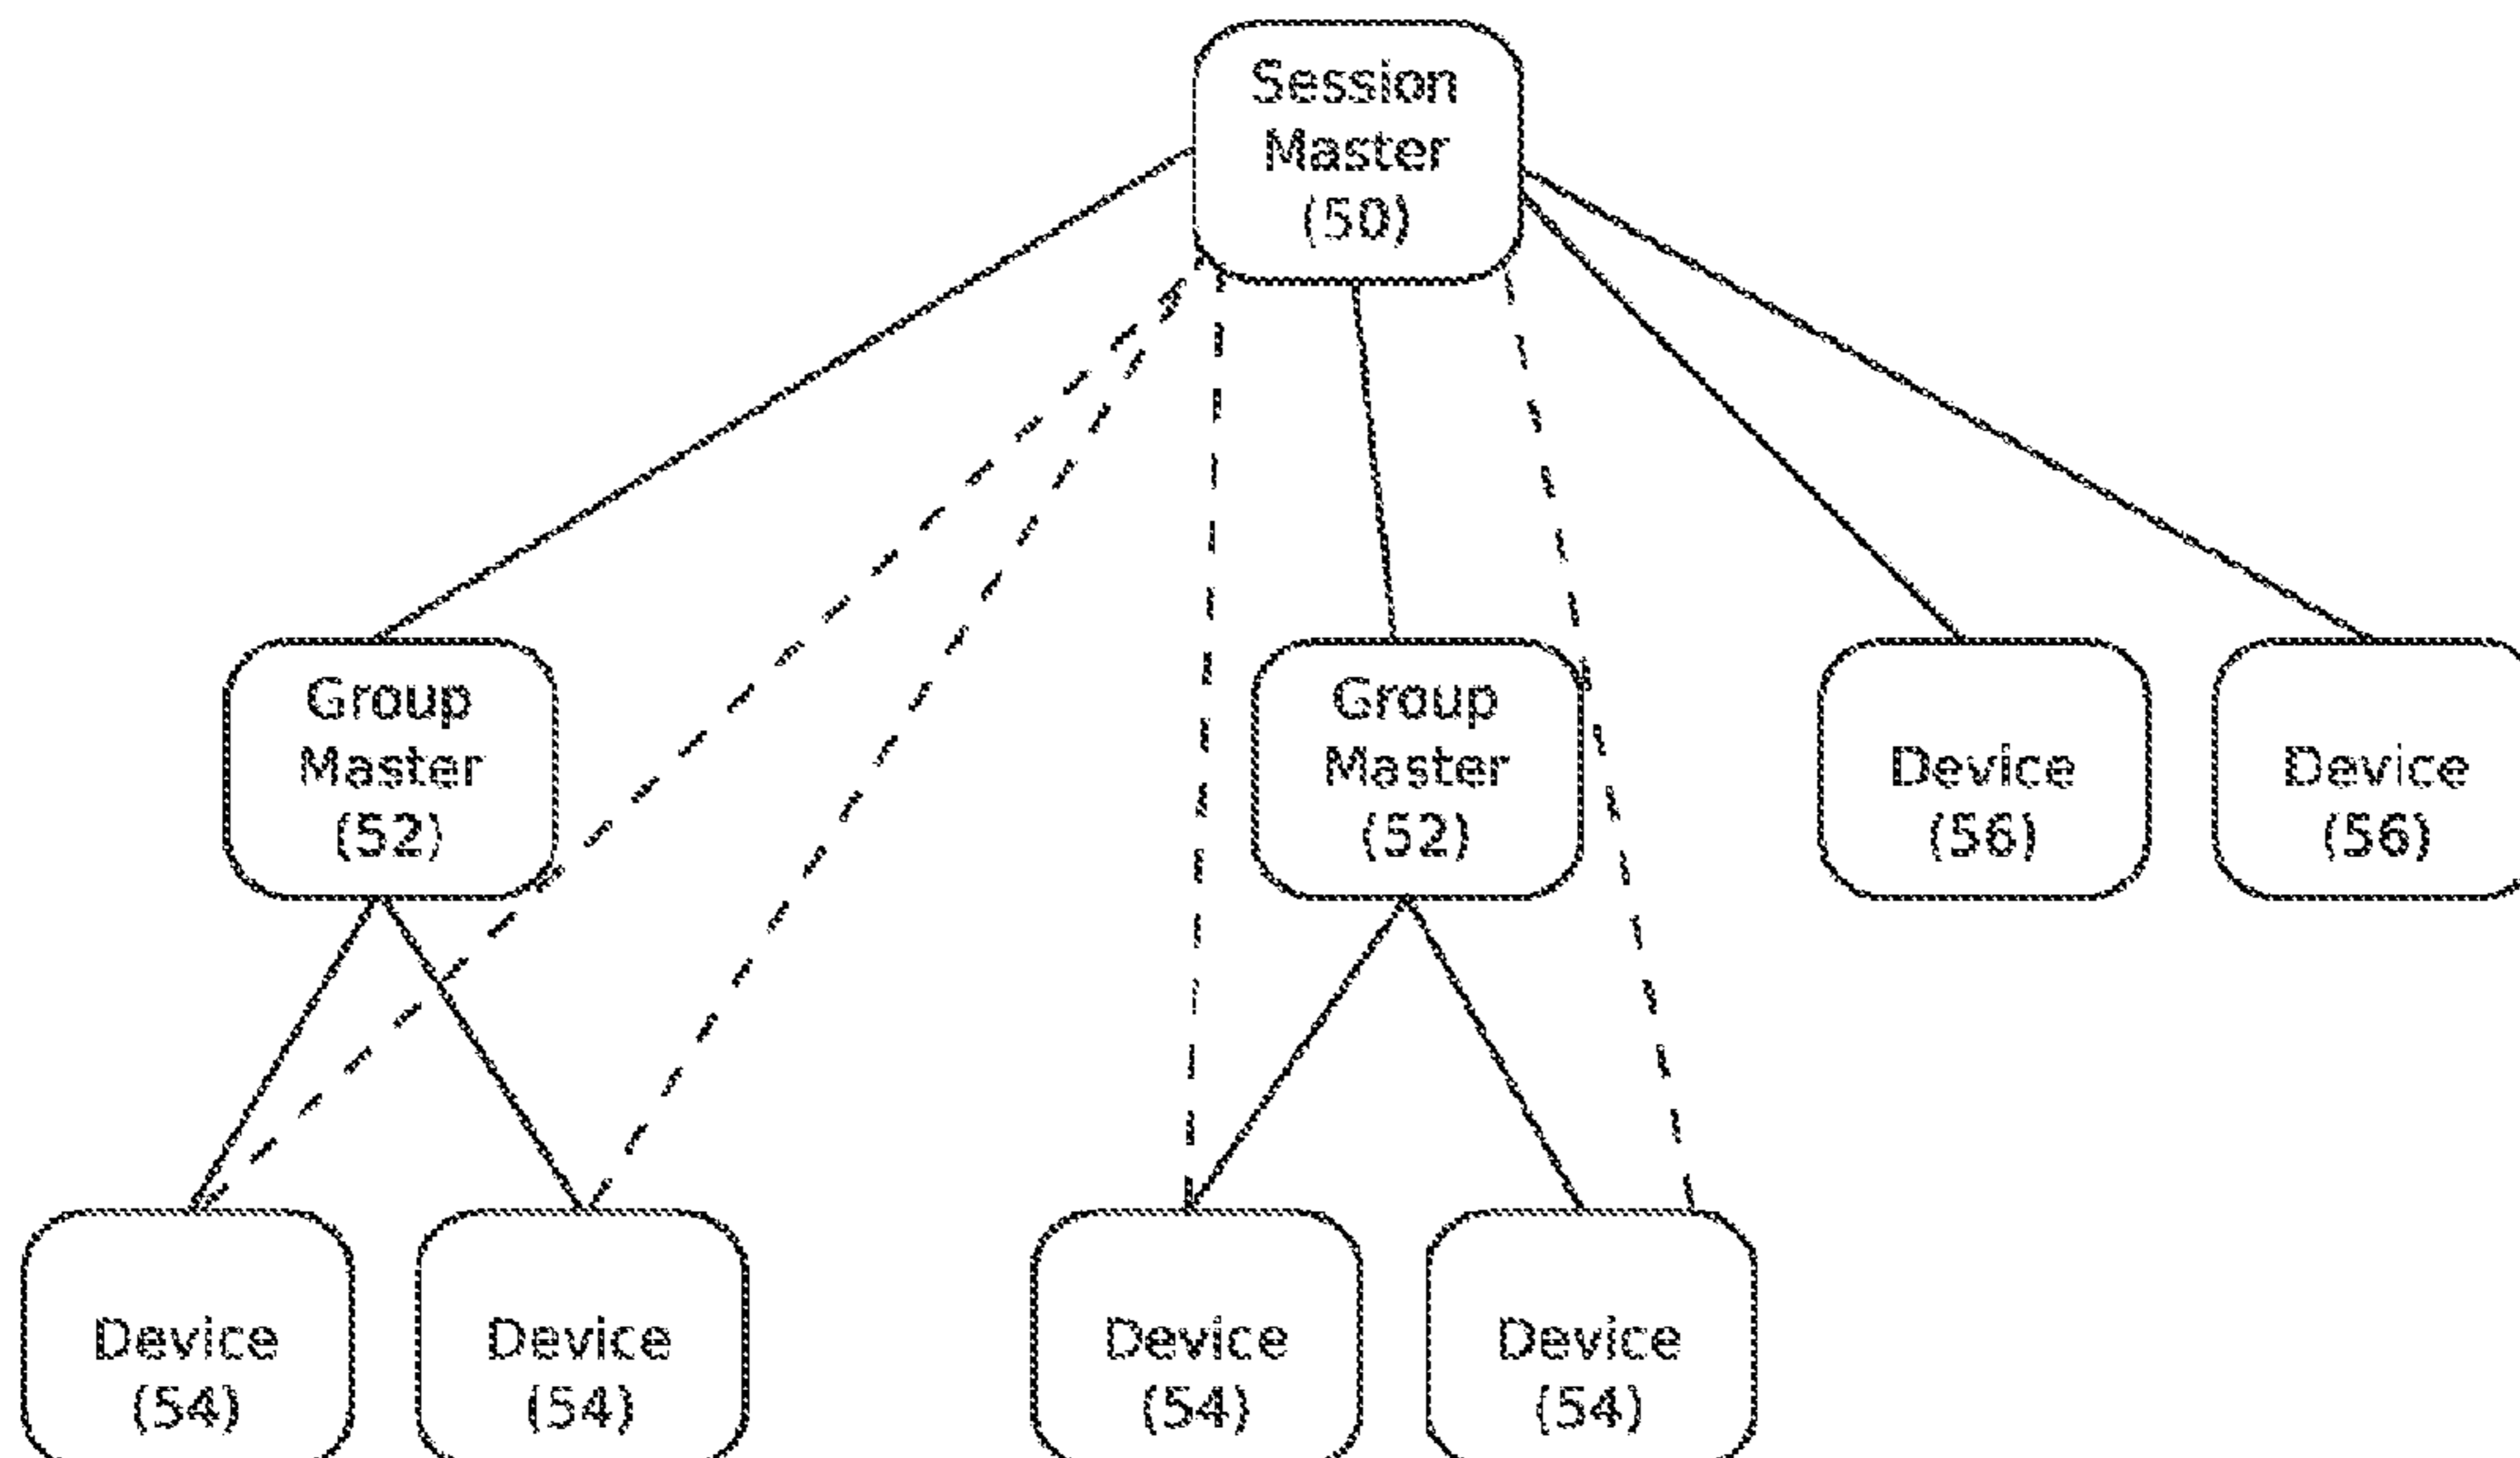 Session
Master
(50)
Group
Master
(52)
Group
Master
(52)
Device
(56)
Device
(56)
Device
(54)
Device
(54)
Device
(54)
Device
(54)